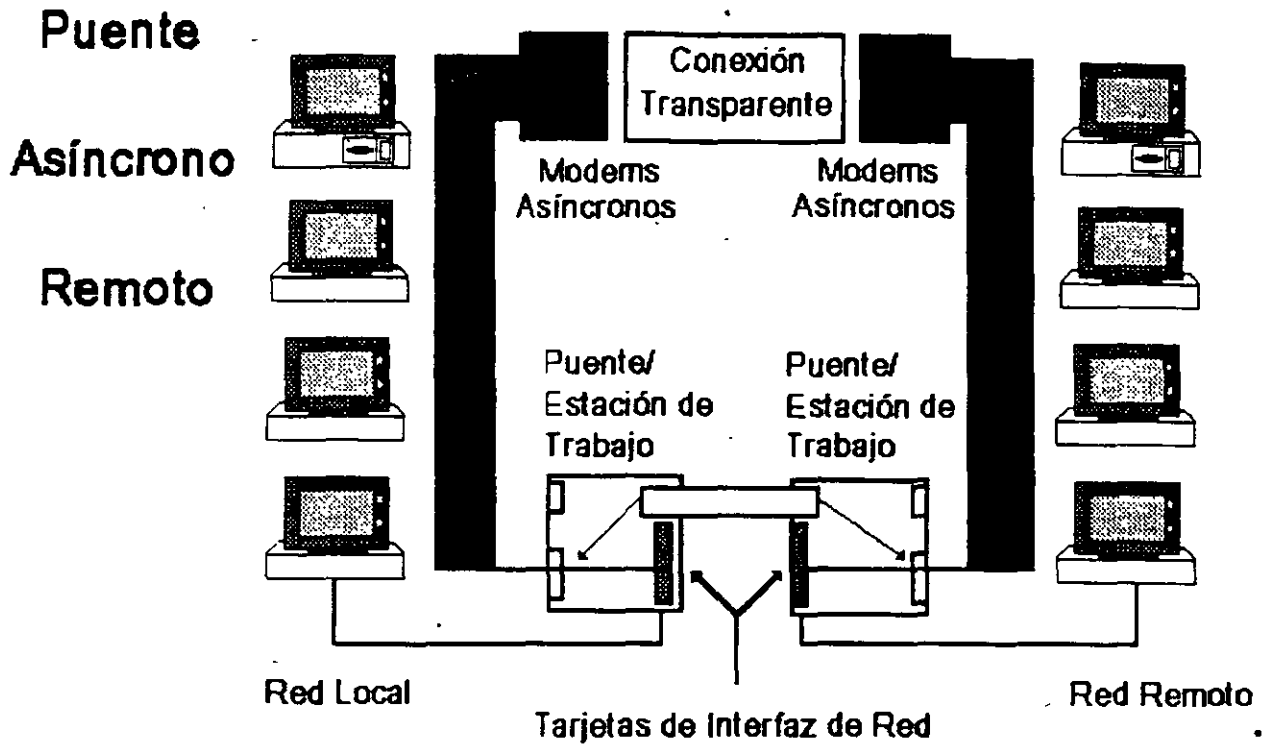 Puente
Asíncrono
Remoto
Conexión
Transparente
Modems
Asíncronos
Modems
Asíncronos
Puente/
Estación de
Trabajo
Puente/
Estación de
Trabajo
Red Local
Red Remoto
Tarjetas de Interfaz de Red